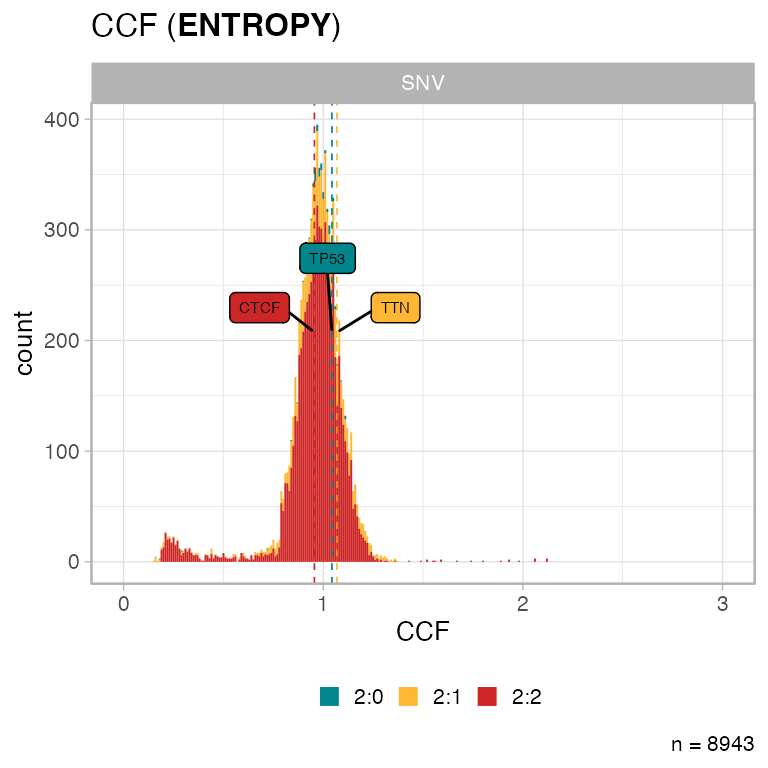 CCF (ENTROPY)
SNV
400
300
200
100
0
count
TP53
CTCF
TTN
0 1 2 3
CCF
2:0 2:1 2:2
n = 8943